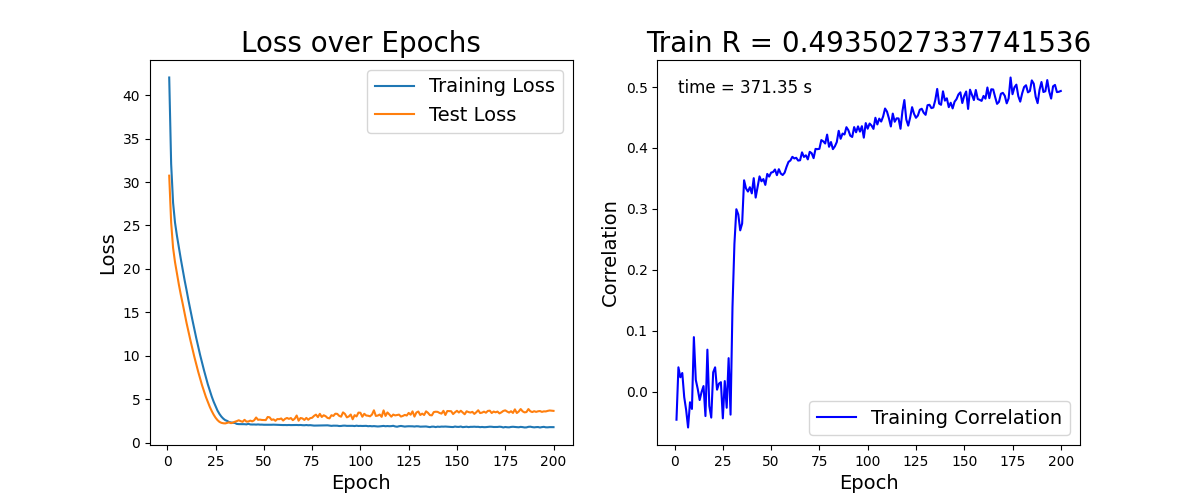 Loss over Epochs
Training Loss
Test Loss
40
35
30
25
20
15
10
5
0
Loss
0 25 50 75 100 125 150 175 200
Epoch
Train R = 0.4935027337741536
time = 371.35 s
0.5
0.4
0.3
0.2
0.1
0.0
Correlation
Training Correlation
0 25 50 75 100 125 150 175 200
Epoch